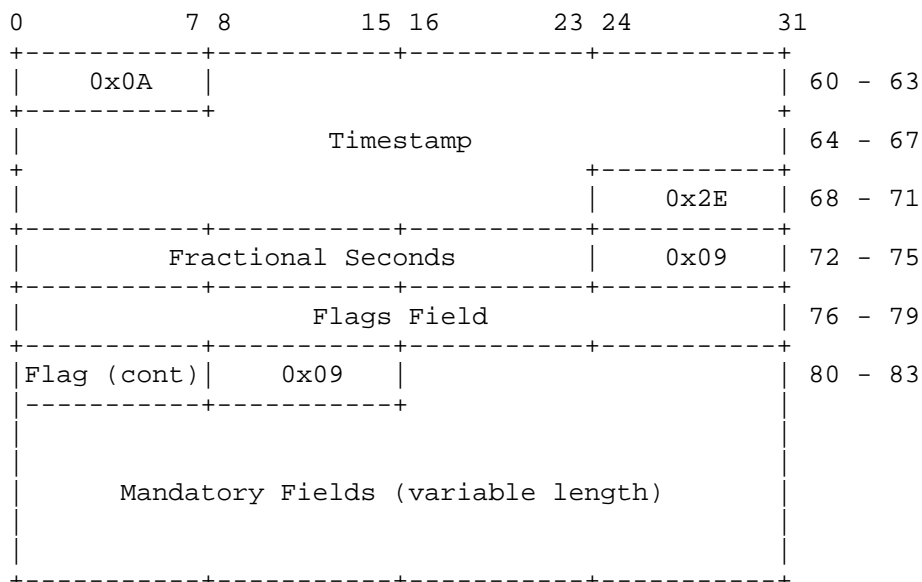 0          7 8        15 16       23 24         31
+-----------+-----------+-----------+-----------+
|    0x0A   |                                   | 60 - 63
+-----------+                                   +
|                   Timestamp                   | 64 - 67
+                                   +-----------+
|                                   |    0x2E   | 68 - 71
+-----------+-----------+-----------+-----------+
|         Fractional Seconds        |    0x09   | 72 - 75
+-----------+-----------+-----------+-----------+
|                  Flags Field                  | 76 - 79
+-----------+-----------+-----------+-----------+
|Flag (cont)|    0x09   |                       | 80 - 83
|-----------+-----------+                       |
|                                               |
|                                               |
|      Mandatory Fields (variable length)       |
|                                               |
|                                               |
+-----------+-----------+-----------+-----------+